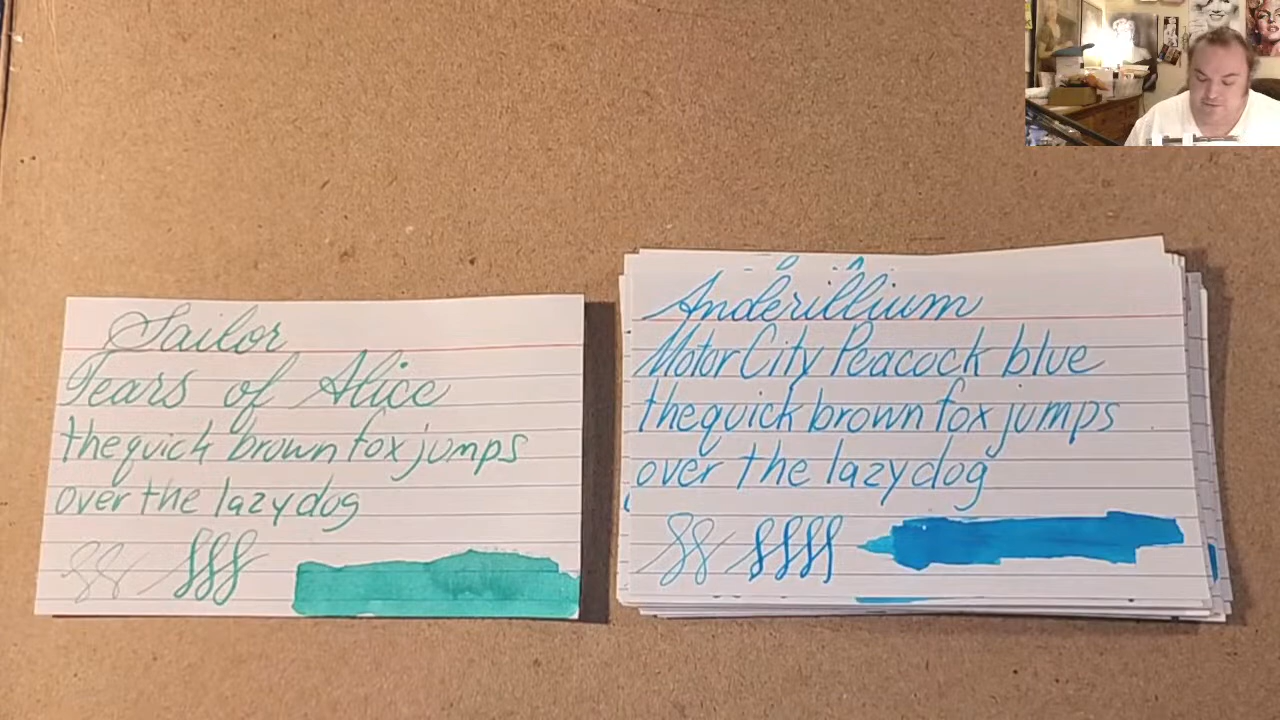 Sailor
Tears of Alice
the quick brown fox jumps
over the lazy dog
Anderillium
Motor City Peacock blue
the quick brown fox jumps
over the lazy dog